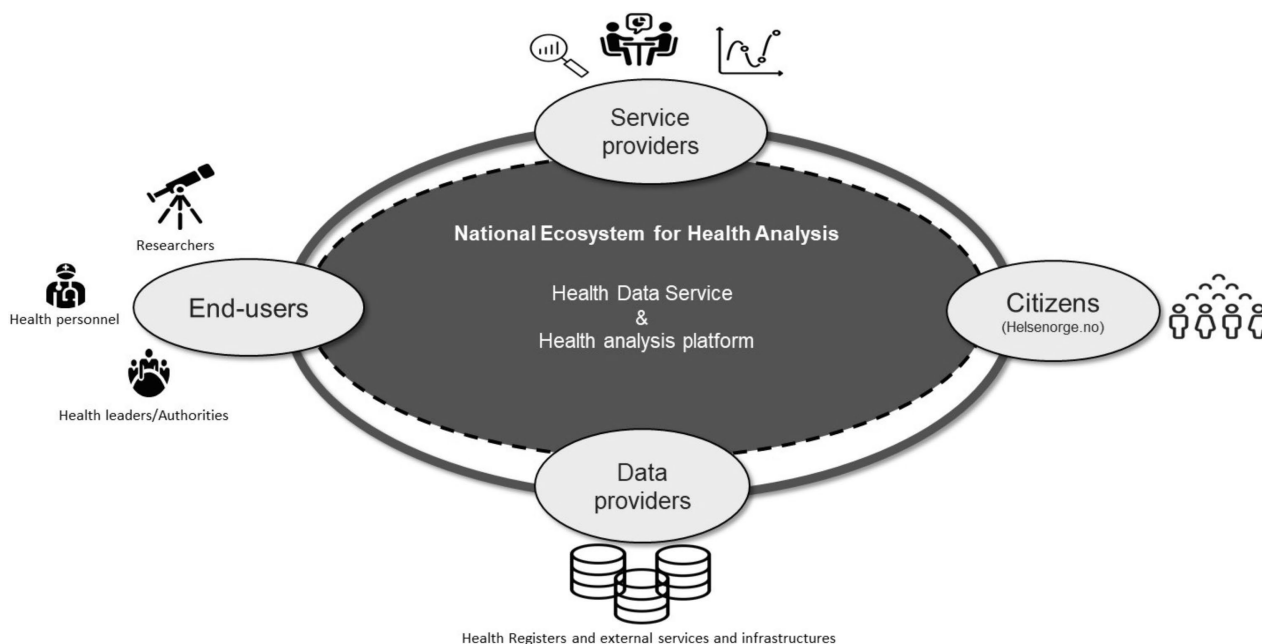 Service
providers
National Ecosystem for Health Analysis
Health Data Service
&
Health analysis platform
Researchers
End-users
Health personnel
Health leaders/Authorities
Citizens
(Helsenorge.no)
Data
providers
Health Registers and external services and infrastructures